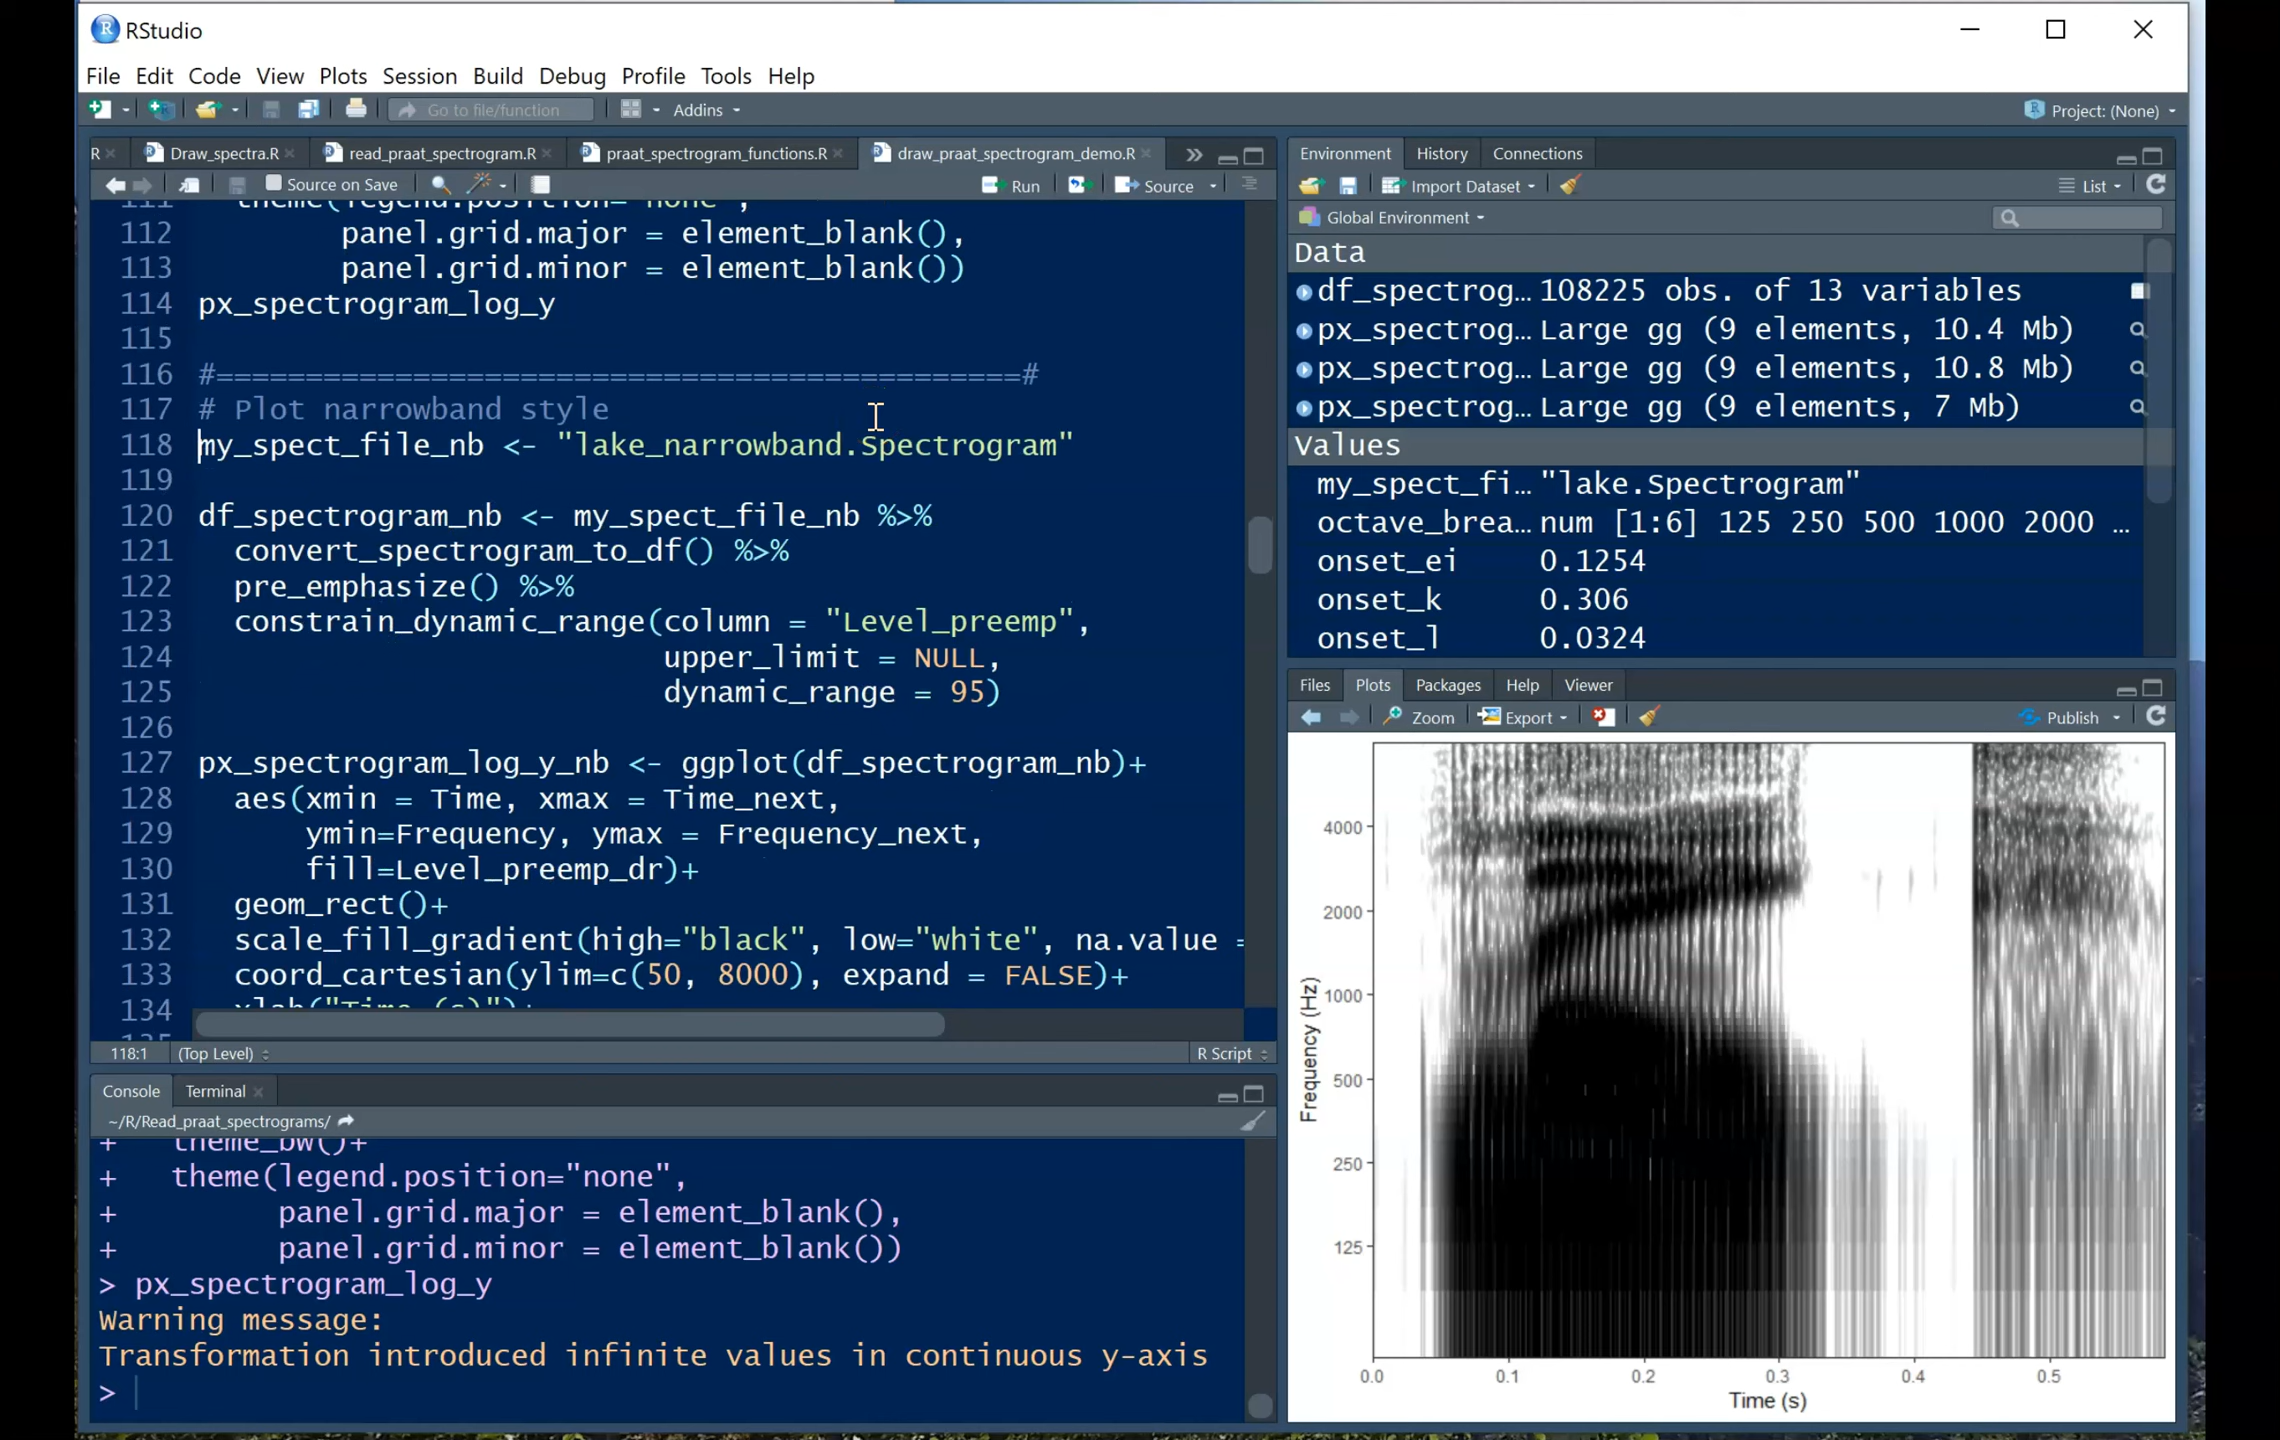 RStudio
File Edit Code View Plots Session Build Debug Profile Tools Help
Go to file/function Addins Project: (None)
R Draw_spectra.R read_praat_spectrogram.R praat_spectrogram_functions.R draw_praat_spectrogram_demo.R
Source on Save Run Source
112 panel.grid.major = element_blank(),
113 panel.grid.minor = element_blank())
114 px_spectrogram_log_y
115
116 #=============================================#
117 # Plot narrowband style
118 my_spect_file_nb <- "lake_narrowband.Spectrogram"
119
120 df_spectrogram_nb <- my_spect_file_nb %>%
121 convert_spectrogram_to_df() %>%
122 pre_emphasize() %>%
123 constrain_dynamic_range(column = "Level_preemp",
124 upper_limit = NULL,
125 dynamic_range = 95)
126
127 px_spectrogram_log_y_nb <- ggplot(df_spectrogram_nb)+
128 aes(xmin = Time, xmax = Time_next,
129 ymin=Frequency, ymax = Frequency_next,
130 fill=Level_preemp_dr)+
131 geom_rect()+
132 scale_fill_gradient(high="black", low="white", na.value =
133 coord_cartesian(ylim=c(50, 8000), expand = FALSE)+
134 xlab("Time (s)")+
118:1 (Top Level) R Script
Console Terminal
~/R/Read_praat_spectrograms/
+ theme_bw()+
+ theme(legend.position="none",
+ panel.grid.major = element_blank(),
+ panel.grid.minor = element_blank())
> px_spectrogram_log_y
Warning message:
Transformation introduced infinite values in continuous y-axis
>
Environment History Connections
Import Dataset List
Global Environment
Data
df_spectrog… 108225 obs. of 13 variables
px_spectrog… Large gg (9 elements, 10.4 Mb)
px_spectrog… Large gg (9 elements, 10.8 Mb)
px_spectrog… Large gg (9 elements, 7 Mb)
Values
my_spect_fi… "lake.Spectrogram"
octave_brea… num [1:6] 125 250 500 1000 2000 …
onset_ei 0.1254
onset_k 0.306
onset_l 0.0324
Files Plots Packages Help Viewer
Zoom Export Publish
4000
2000
1000
500
250
125
Frequency (Hz)
0.0 0.1 0.2 0.3 0.4 0.5
Time (s)